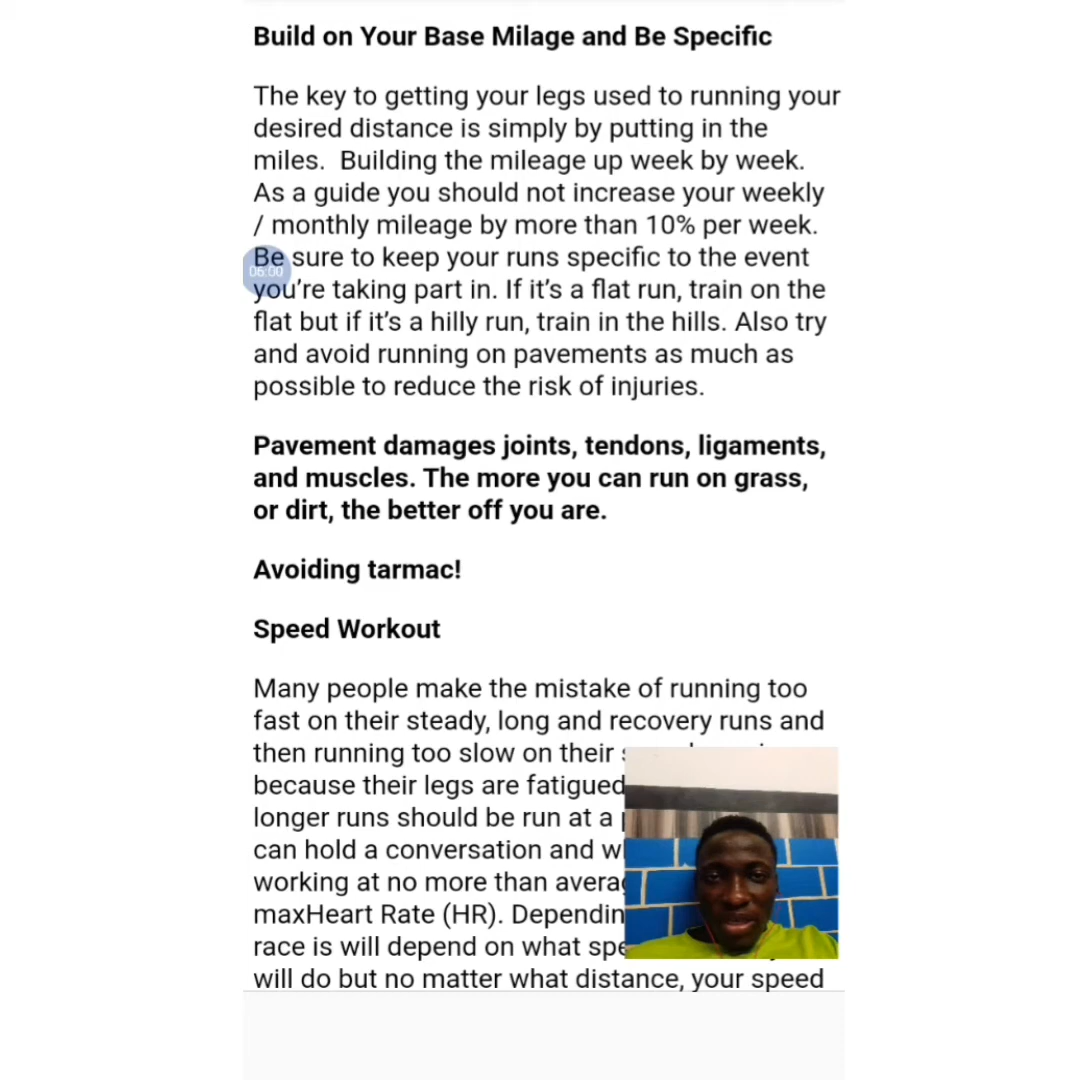 Build on Your Base Milage and Be Specific
The key to getting your legs used to running your
desired distance is simply by putting in the
miles.  Building the mileage up week by week.
As a guide you should not increase your weekly
/ monthly mileage by more than 10% per week.
Be sure to keep your runs specific to the event
06:00
you're taking part in. If it's a flat run, train on the
flat but if it's a hilly run, train in the hills. Also try
and avoid running on pavements as much as
possible to reduce the risk of injuries.
Pavement damages joints, tendons, ligaments,
and muscles. The more you can run on grass,
or dirt, the better off you are.
Avoiding tarmac!
Speed Workout
Many people make the mistake of running too
fast on their steady, long and recovery runs and
then running too slow on their
because their legs are fatigued
longer runs should be run at a
can hold a conversation and
working at no more than
maxHeart Rate (HR).
race is will depend on what
will do but no matter what distance, your speed